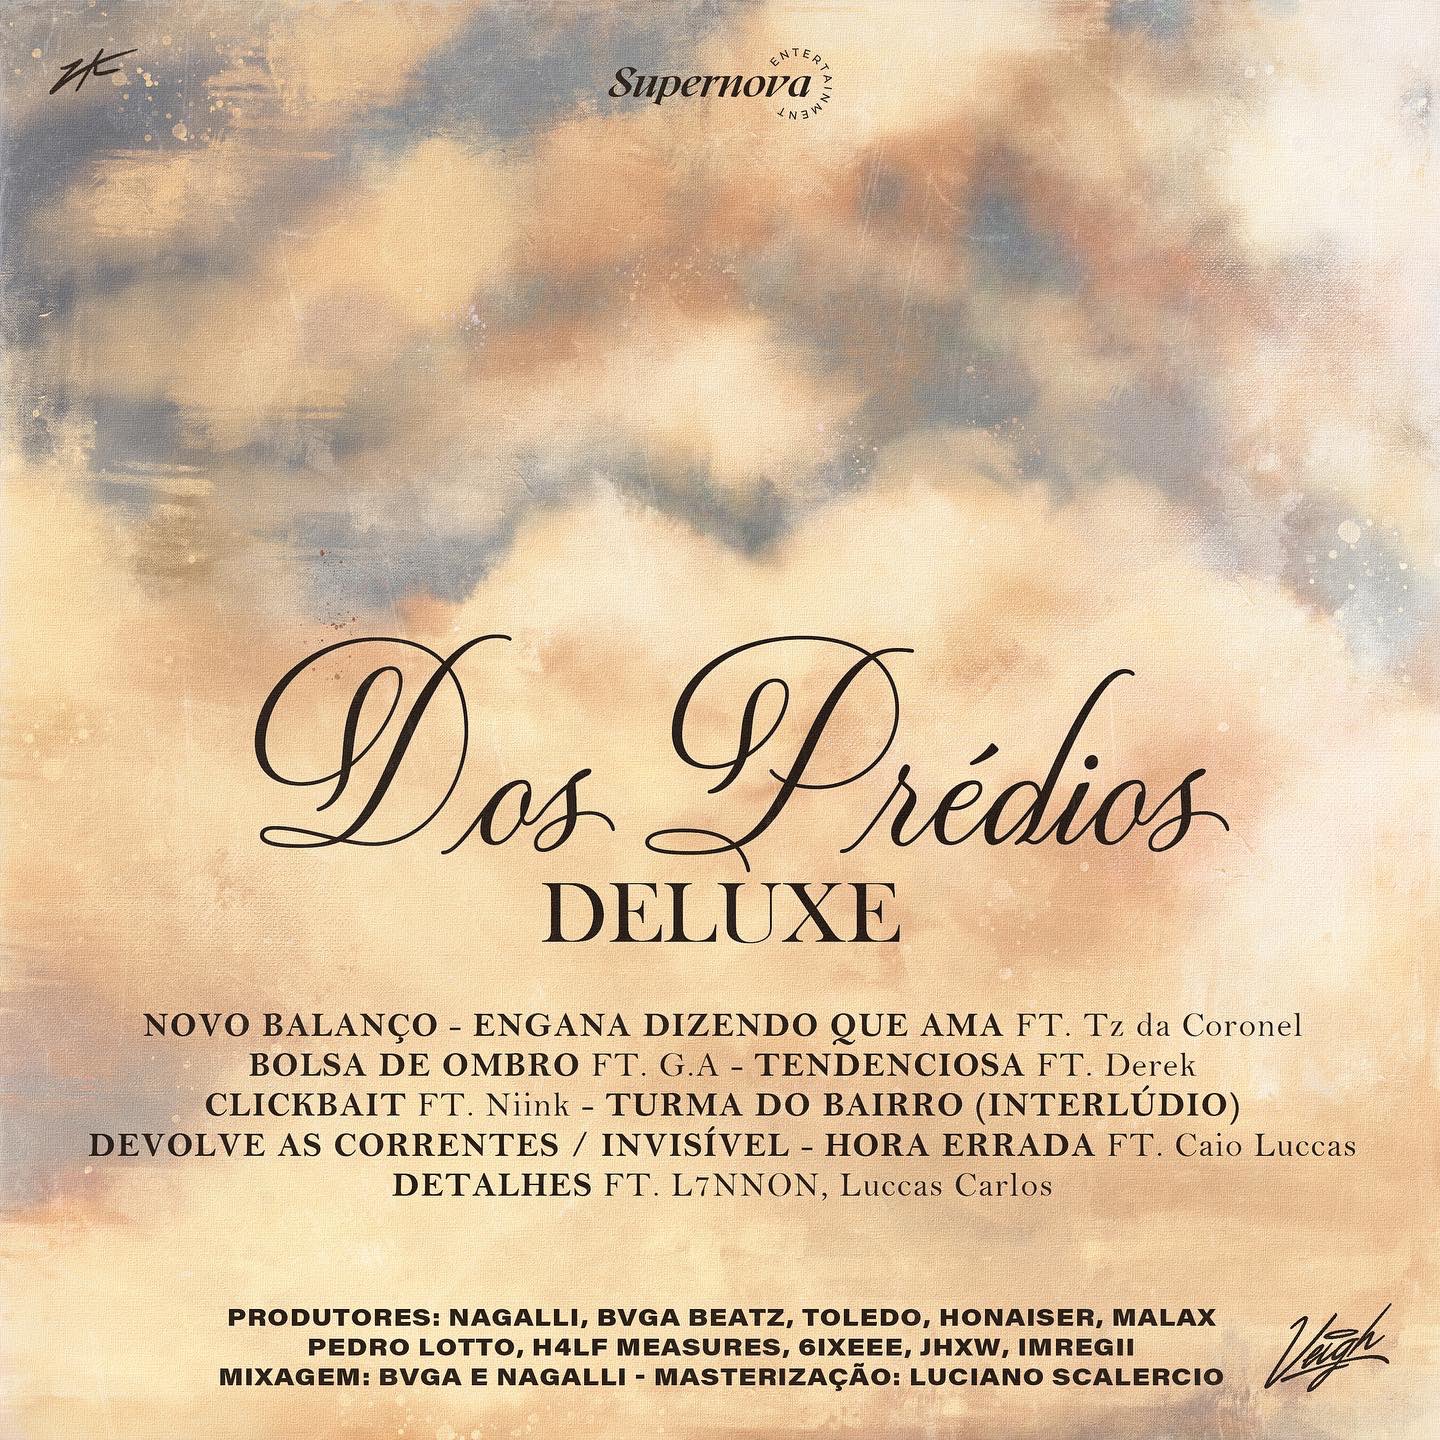 ZK
Supernova
ENTERTAINMENT
Dos Prédios
DELUXE
NOVO BALANÇO - ENGANA DIZENDO QUE AMA FT. Tz da Coronel
BOLSA DE OMBRO FT. G.A - TENDENCIOSA FT. Derek
CLICKBAIT FT. Niink - TURMA DO BAIRRO (INTERLÚDIO)
DEVOLVE AS CORRENTES / INVISÍVEL - HORA ERRADA FT. Caio Luccas
DETALHES FT. L7NNON, Luccas Carlos
PRODUTORES: NAGALLI, BVGA BEATZ, TOLEDO, HONAISER, MALAX
PEDRO LOTTO, H4LF MEASURES, 6IXEEE, JHXW, IMREGII
MIXAGEM: BVGA E NAGALLI - MASTERIZAÇÃO: LUCIANO SCALERCIO
Veigh